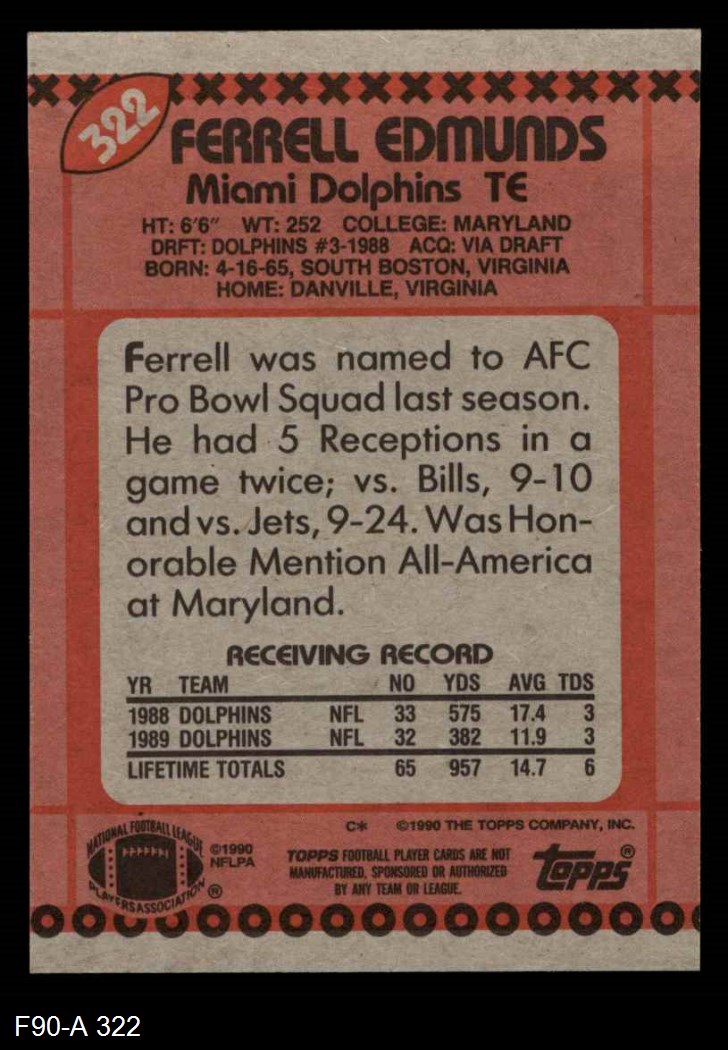 322
FERRELL EDMUNDS
Miami Dolphins TE
HT: 6'6" WT: 252 COLLEGE: MARYLAND
DRFT: DOLPHINS #3-1988 ACQ: VIA DRAFT
BORN: 4-16-65, SOUTH BOSTON, VIRGINIA
HOME: DANVILLE, VIRGINIA
Ferrell was named to AFC
Pro Bowl Squad last season.
He had 5 Receptions in a
game twice; vs. Bills, 9-10
and vs. Jets, 9-24. Was Hon-
orable Mention All-America
at Maryland.
RECEIVING RECORD
YR TEAM NO YDS AVG TDS
1988 DOLPHINS NFL 33 575 17.4 3
1989 DOLPHINS NFL 32 382 11.9 3
LIFETIME TOTALS 65 957 14.7 6
C* ©1990 THE TOPPS COMPANY, INC.
NATIONAL FOOTBALL LEAGUE
PLAYERS ASSOCIATION ®
©1990
NFLPA
TOPPS FOOTBALL PLAYER CARDS ARE NOT
MANUFACTURED, SPONSORED OR AUTHORIZED
BY ANY TEAM OR LEAGUE.
topps®
F90-A 322